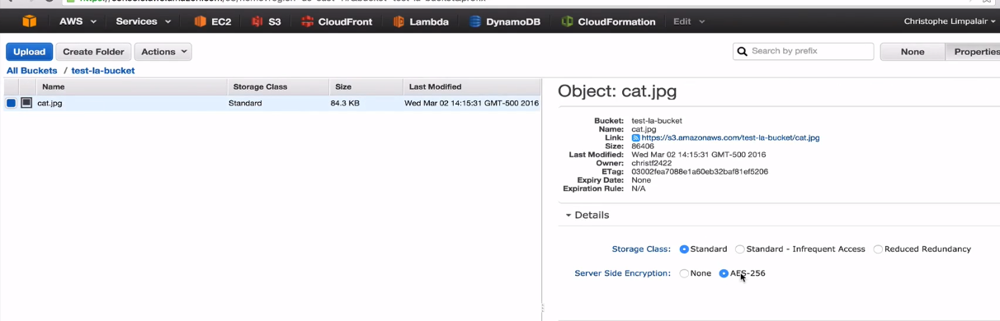 AWS Services EC2 S3 CloudFront Lambda DynamoDB CloudFormation Edit Christophe Limpalair
Upload Create Folder Actions Search by prefix None Properties
All Buckets / test-la-bucket
Name Storage Class Size Last Modified
cat.jpg Standard 84.3 KB Wed Mar 02 14:15:31 GMT-500 2016
Object: cat.jpg
Bucket: test-la-bucket
Name: cat.jpg
Link: https://s3.amazonaws.com/test-la-bucket/cat.jpg
Size: 86406
Last Modified: Wed Mar 02 14:15:31 GMT-500 2016
Owner: christf2422
ETag: 03002fea7088e1a60eb32baf81ef5206
Expiry Date: None
Expiration Rule: N/A
Details
Storage Class: Standard Standard - Infrequent Access Reduced Redundancy
Server Side Encryption: None AES-256